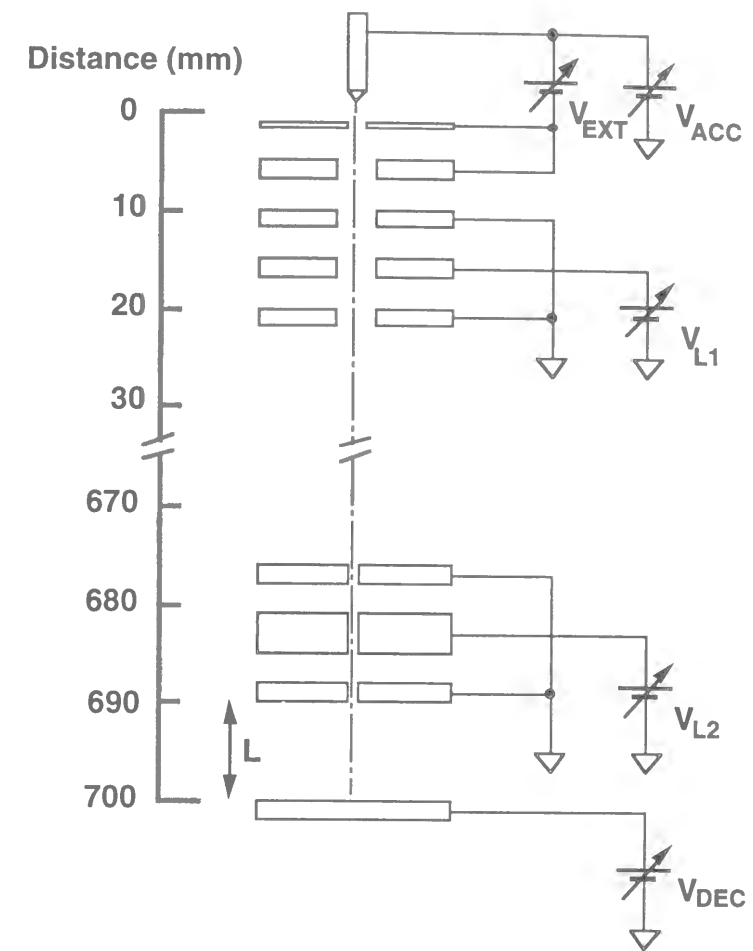 Distance (mm)
0
10
20
30
670
680
690
700
L
V_EXT
V_ACC
V_L1
V_L2
V_DEC